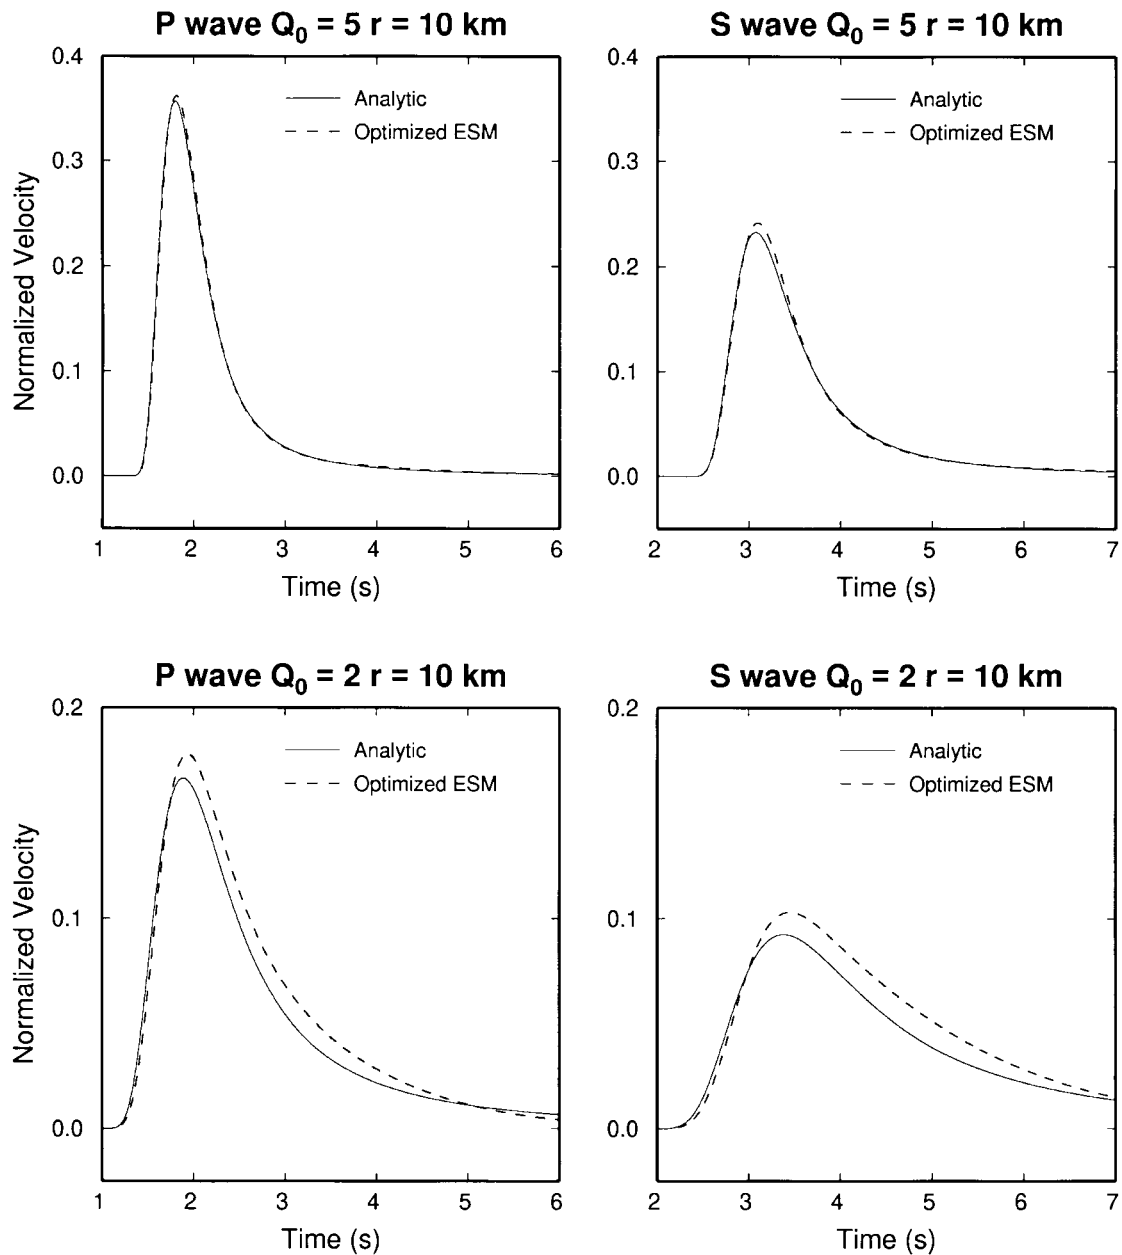 P wave Q0 = 5 r = 10 km
Normalized Velocity
0.4
0.3
0.2
0.1
0.0
Analytic
Optimized ESM
1 2 3 4 5 6
Time (s)
S wave Q0 = 5 r = 10 km
0.4
0.3
0.2
0.1
0.0
Analytic
Optimized ESM
2 3 4 5 6 7
Time (s)
P wave Q0 = 2 r = 10 km
Normalized Velocity
0.2
0.1
0.0
Analytic
Optimized ESM
1 2 3 4 5 6
Time (s)
S wave Q0 = 2 r = 10 km
0.2
0.1
0.0
Analytic
Optimized ESM
2 3 4 5 6 7
Time (s)